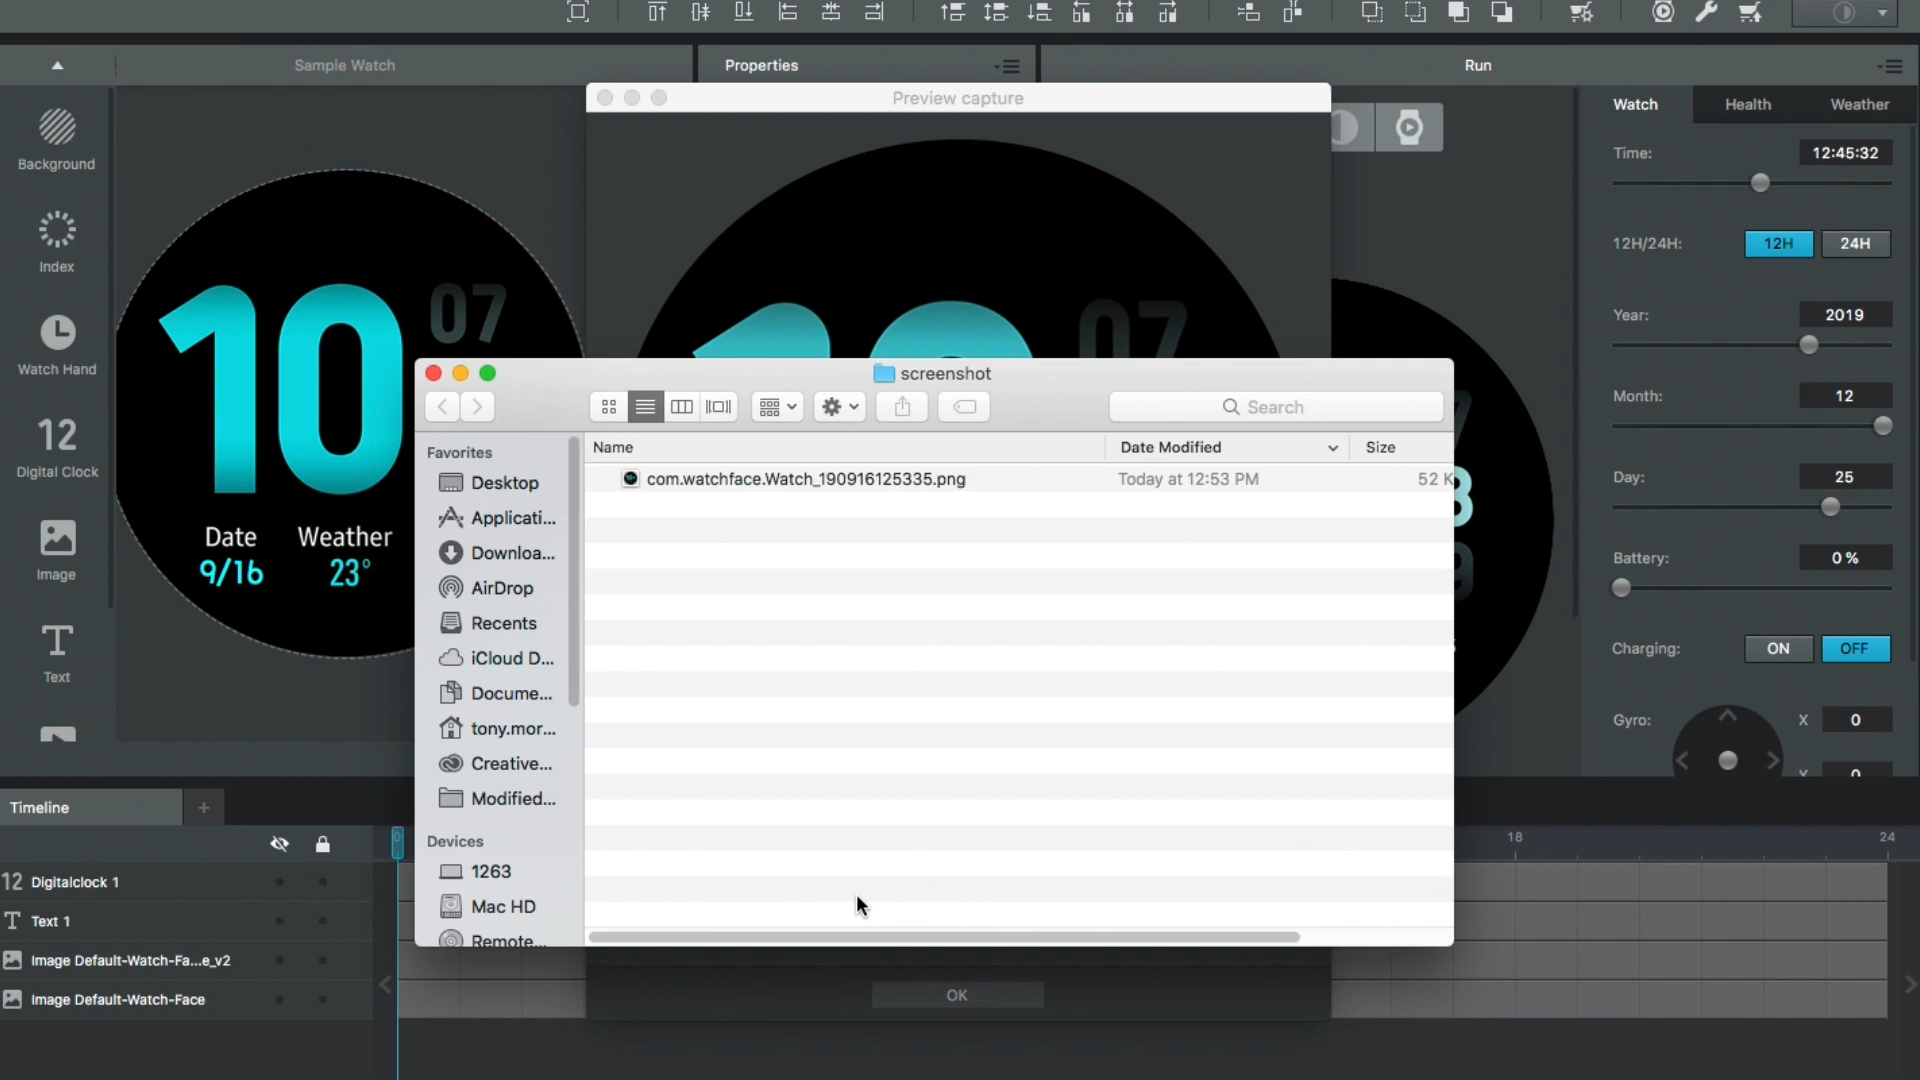 Sample Watch
Properties
Run
Background
Index
Watch Hand
12
Digital Clock
Image
T
Text
10
07
Date
Weather
9/16
23°
Preview capture
07
Watch
Health
Weather
Time:
12:45:32
12H/24H:
12H
24H
Year:
2019
Month:
12
Day:
25
Battery:
0 %
Charging:
ON
OFF
Gyro:
X
0
screenshot
Search
Favorites
Desktop
Applicati...
Downloa...
AirDrop
Recents
iCloud D...
Docume...
tony.mor...
Creative...
Modified...
Devices
1263
Mac HD
Remote...
Name
Date Modified
Size
com.watchface.Watch_190916125335.png
Today at 12:53 PM
52 K
OK
Timeline
+
0
18
24
12 Digitalclock 1
T Text 1
Image Default-Watch-Fa...e_v2
Image Default-Watch-Face